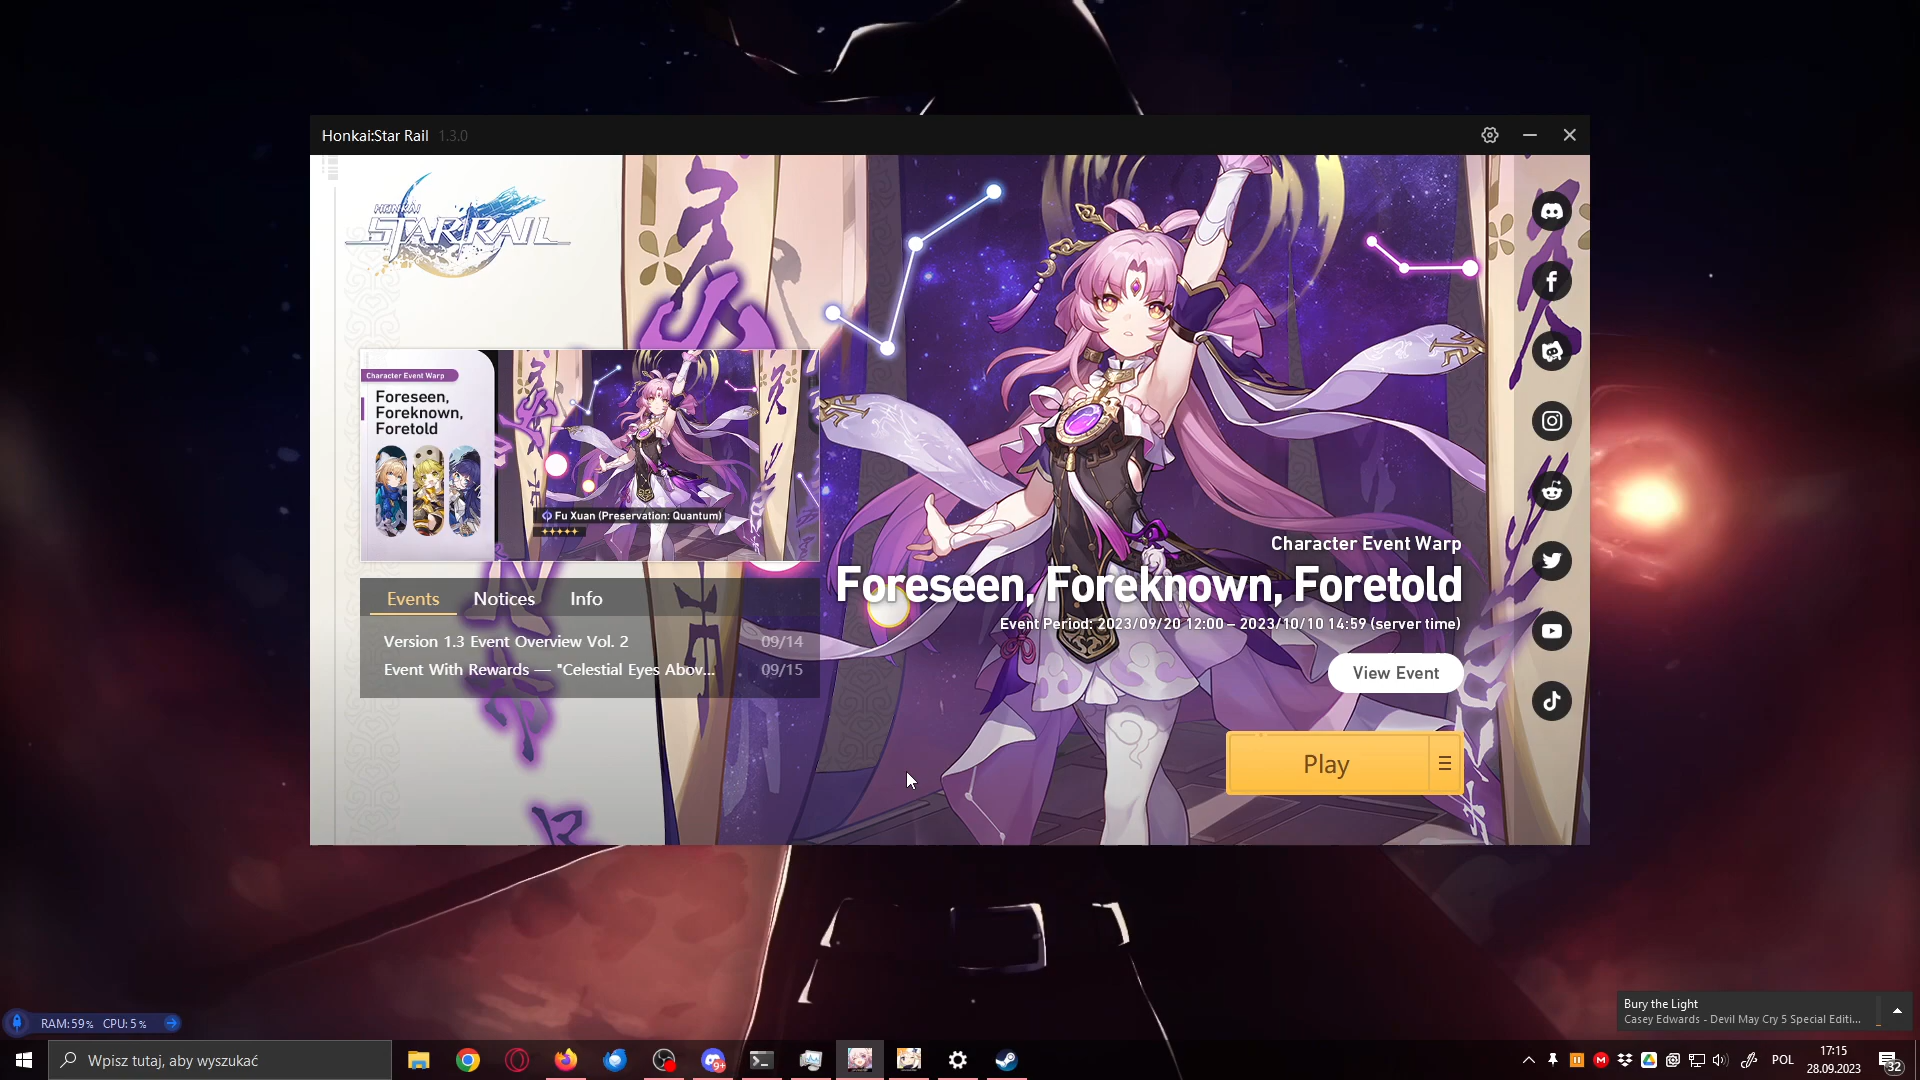 Honkai:Star Rail 1.3.0
HONKAI
STAR RAIL
Character Event Warp
Foreseen,
Foreknown,
Foretold
Fu Xuan (Preservation: Quantum)
Events Notices Info
Version 1.3 Event Overview Vol. 2 09/14
Event With Rewards — "Celestial Eyes Abov... 09/15
Character Event Warp
Foreseen, Foreknown, Foretold
Event Period: 2023/09/20 12:00 – 2023/10/10 14:59 (server time)
View Event
Play
Bury the Light
Casey Edwards - Devil May Cry 5 Special Editi...
RAM:59% CPU:5%
Wpisz tutaj, aby wyszukać
9+
POL
17:15
28.09.2023
32